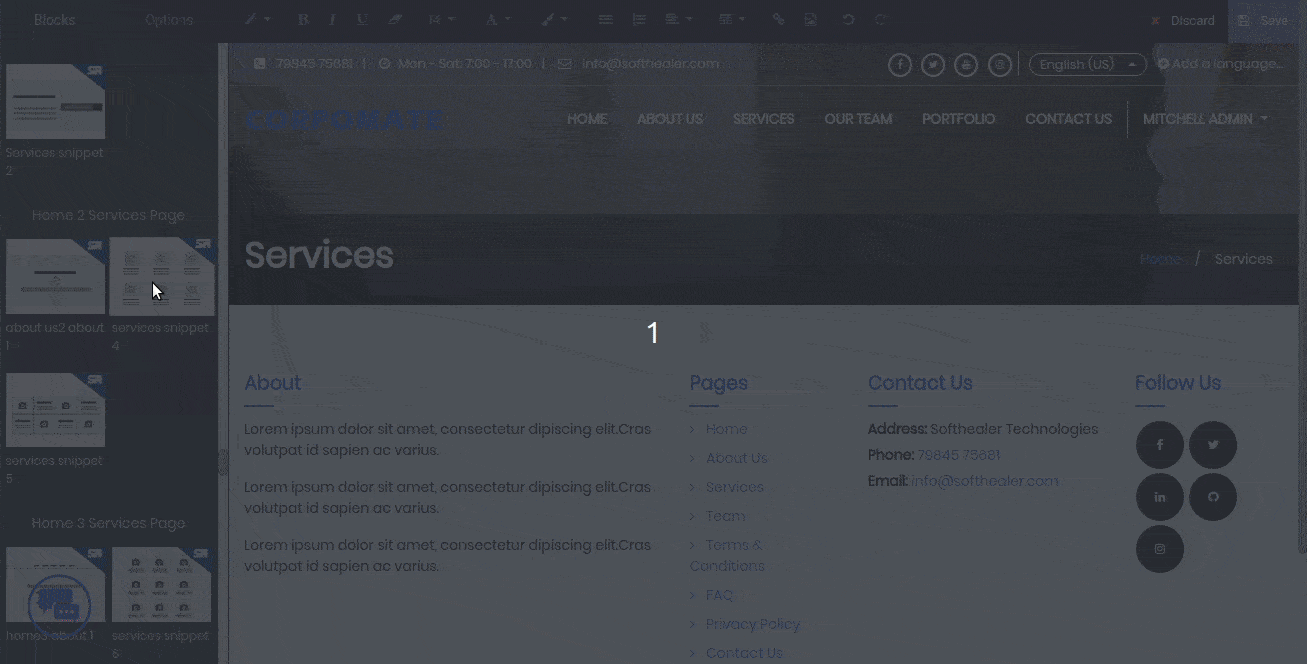 Blocks Options 14 Discard Save
79845 75681 | Mon - Sat: 7:00 - 17:00 | info@softhealer.com English (US) Add a language...
CORPORATE HOME ABOUT US SERVICES OUR TEAM PORTFOLIO CONTACT US MITCHELL ADMIN
Services snippet
2
Home 2 Services Page
Services
Home / Services
about us2 about
1
services snippet
4
1
services snippet
5
Home 3 Services Page
home3 about 1
services snippet
6
About
Lorem ipsum dolor sit amet, consectetur dipiscing elit.Cras
volutpat id sapien ac varius.
Lorem ipsum dolor sit amet, consectetur dipiscing elit.Cras
volutpat id sapien ac varius.
Lorem ipsum dolor sit amet, consectetur dipiscing elit.Cras
volutpat id sapien ac varius.
Pages
Home
About Us
Services
Team
Terms &
Conditions
FAQ
Privacy Policy
Contact Us
Contact Us
Address: Softhealer Technologies
Phone: 79845 75681
Email: info@softhealer.com
Follow Us